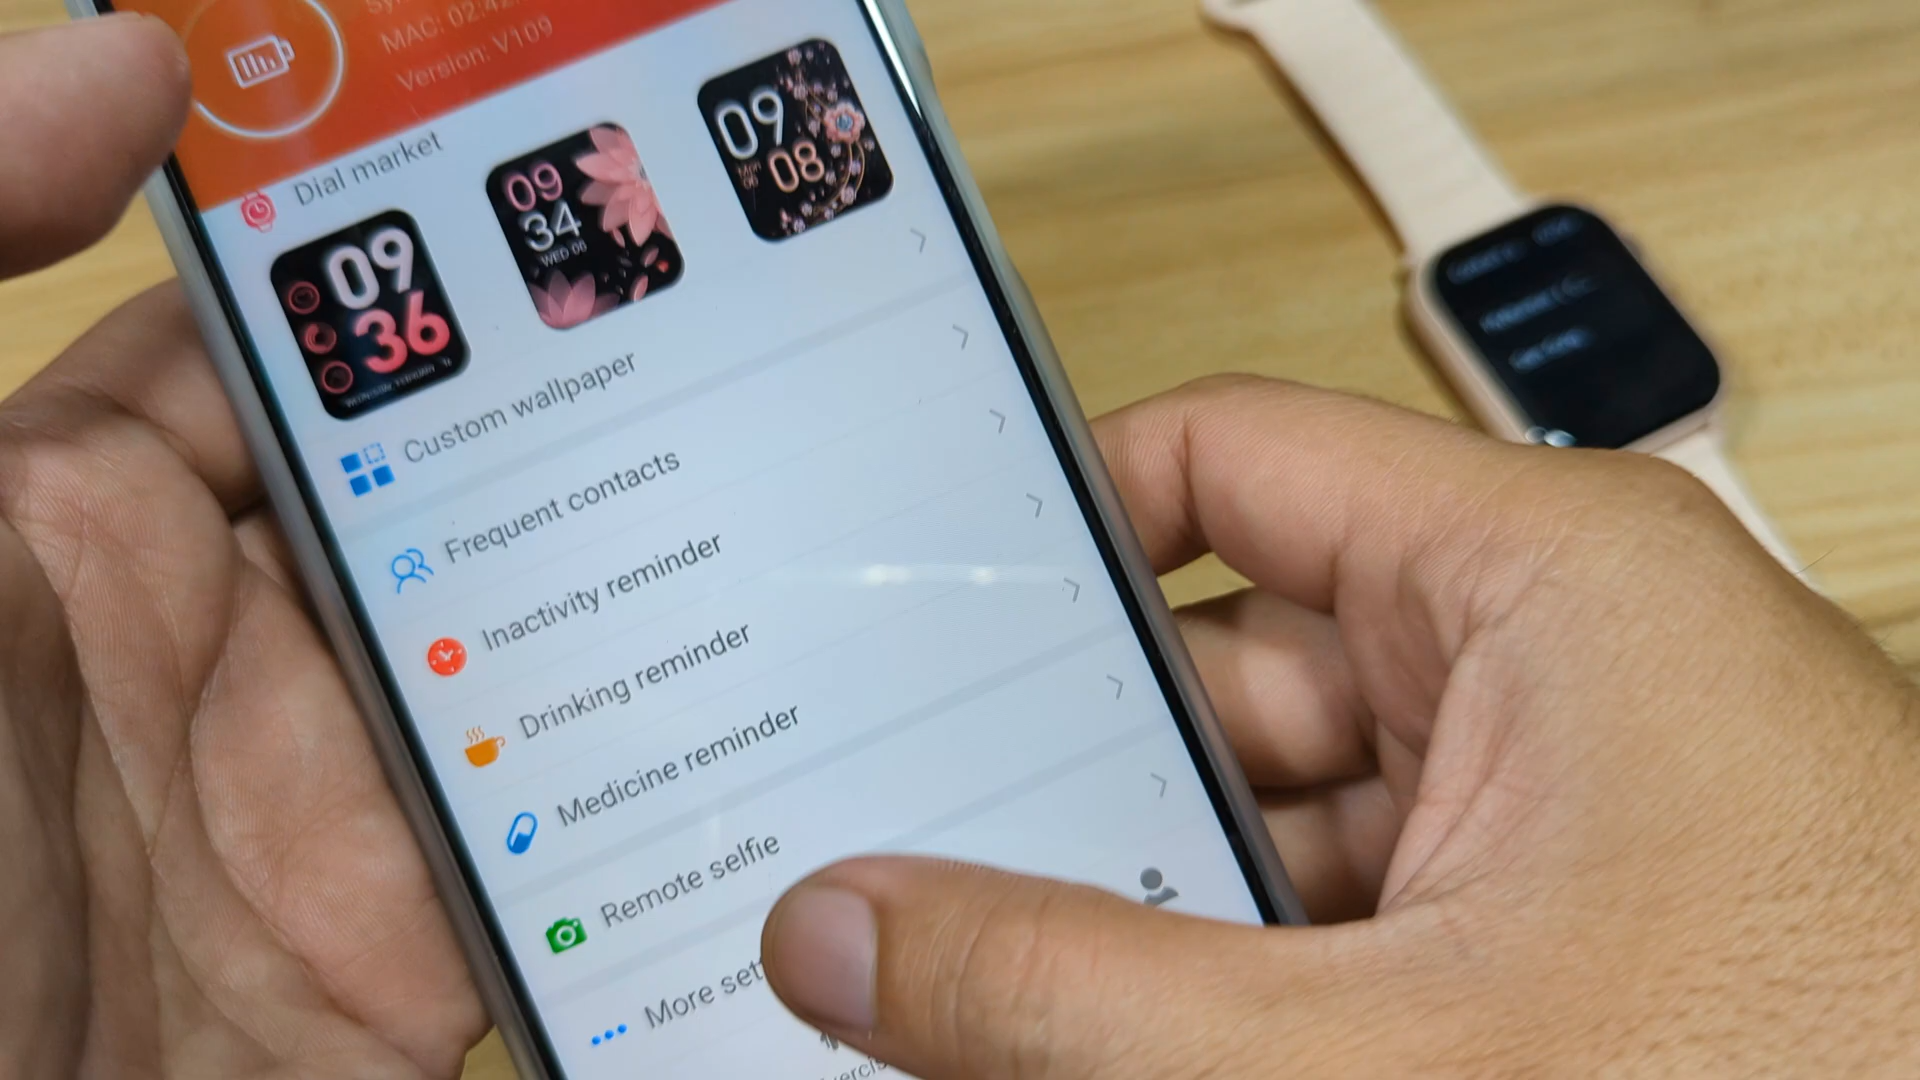 MAC: 02:42:
Version: V109
Dial market
09
36
09
34
WED 06
09
08
Custom wallpaper
Frequent contacts
Inactivity reminder
Drinking reminder
Medicine reminder
Remote selfie
More set